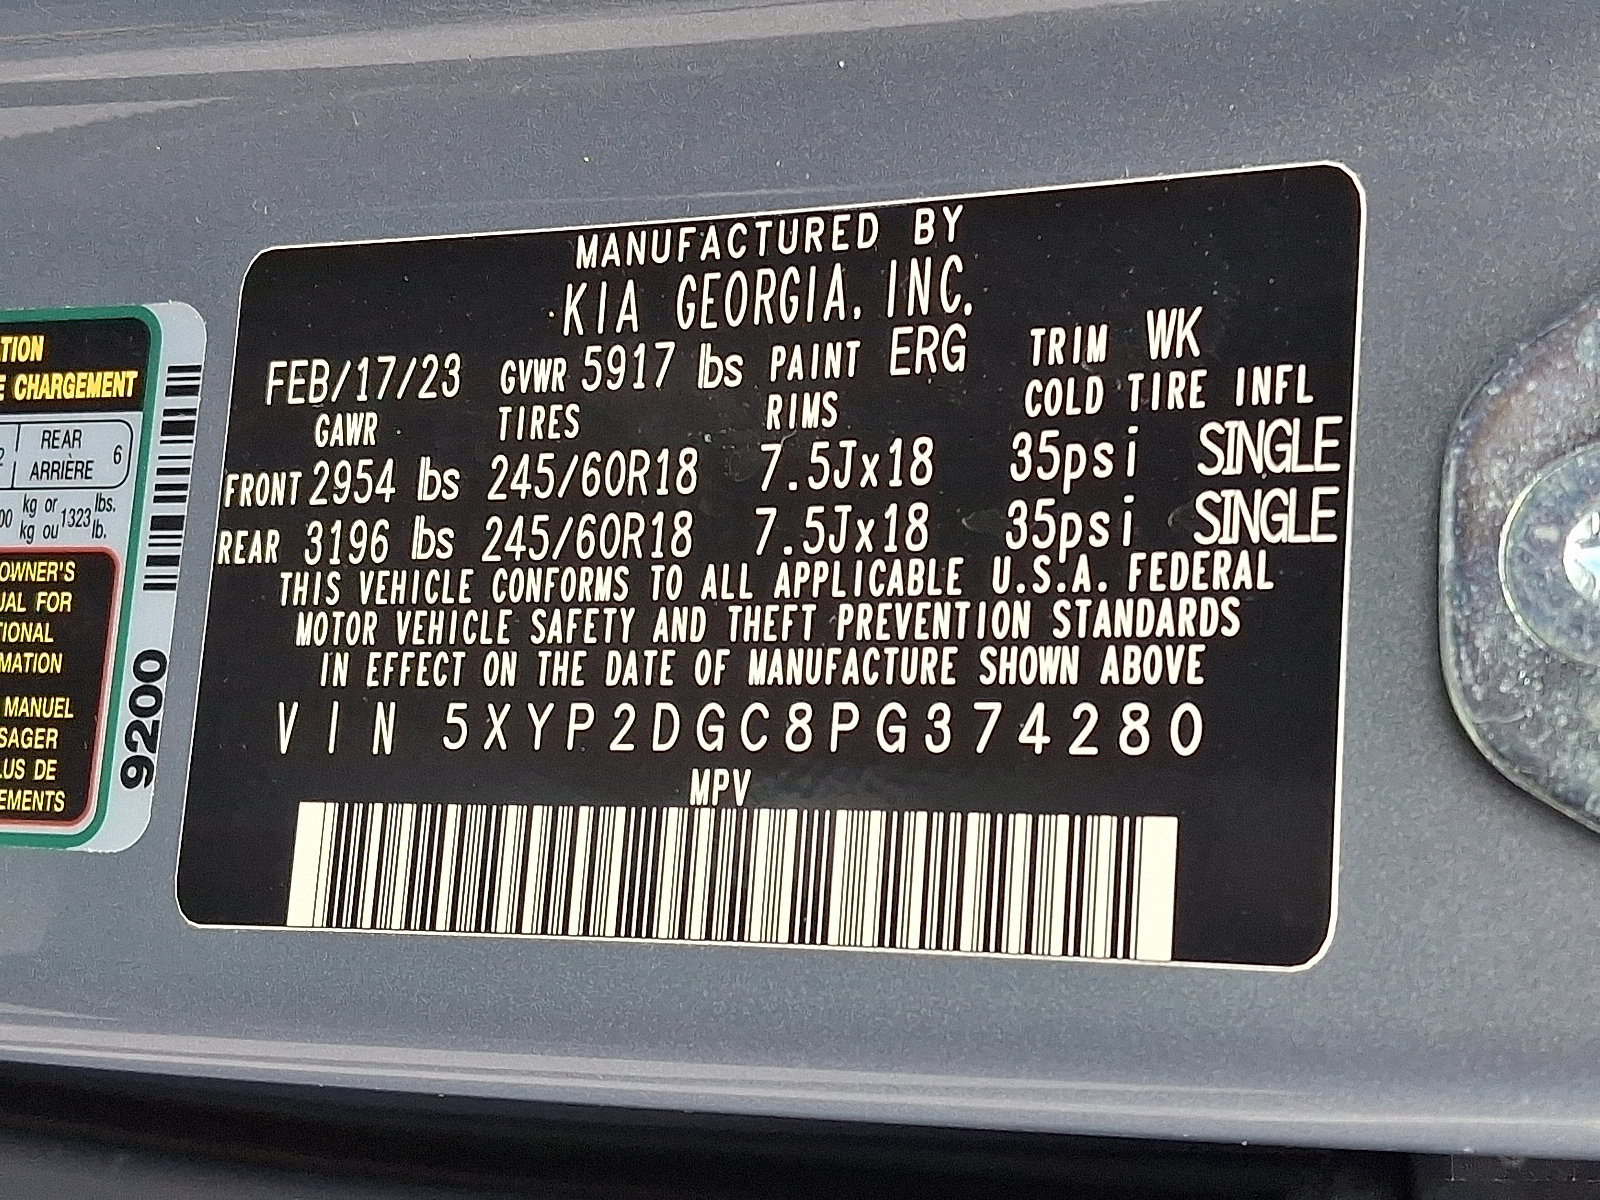 MANUFACTURED BY
KIA GEORGIA. INC.
FEB/17/23 GVWR 5917 lbs PAINT ERG TRIM WK
GAWR TIRES RIMS COLD TIRE INFL
FRONT 2954 lbs 245/60R18 7.5Jx18 35psi SINGLE
REAR 3196 lbs 245/60R18 7.5Jx18 35psi SINGLE
THIS VEHICLE CONFORMS TO ALL APPLICABLE U.S.A. FEDERAL
MOTOR VEHICLE SAFETY AND THEFT PREVENTION STANDARDS
IN EFFECT ON THE DATE OF MANUFACTURE SHOWN ABOVE
VIN 5XYP2DGC8PG374280
MPV
TION
E CHARGEMENT
2 REAR
ARRIÈRE 6
00 kg or 1323 lbs.
kg ou lb.
OWNER'S
UAL FOR
TIONAL
MATION
MANUEL
SAGER
LUS DE
EMENTS
9200